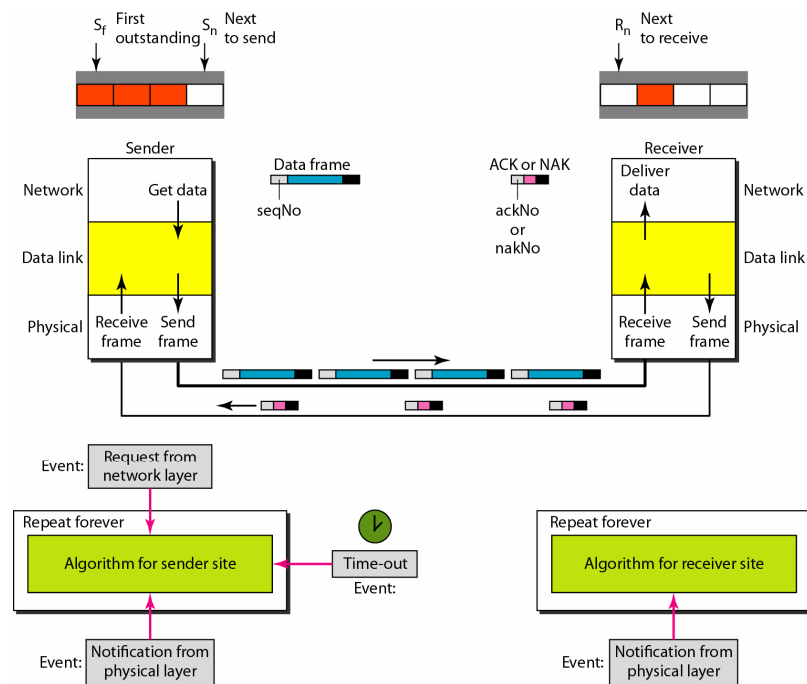 Sf First outstanding
Sn Next to send
Rn Next to receive
Sender
Receiver
Network
Get data
Data link
Physical
Receive frame
Send frame
Data frame
seqNo
ACK or NAK
ackNo
or
nakNo
Deliver data
Network
Data link
Physical
Receive frame
Send frame
Event:
Request from
network layer
Repeat forever
Algorithm for sender site
Time-out
Event:
Event:
Notification from
physical layer
Repeat forever
Algorithm for receiver site
Event:
Notification from
physical layer